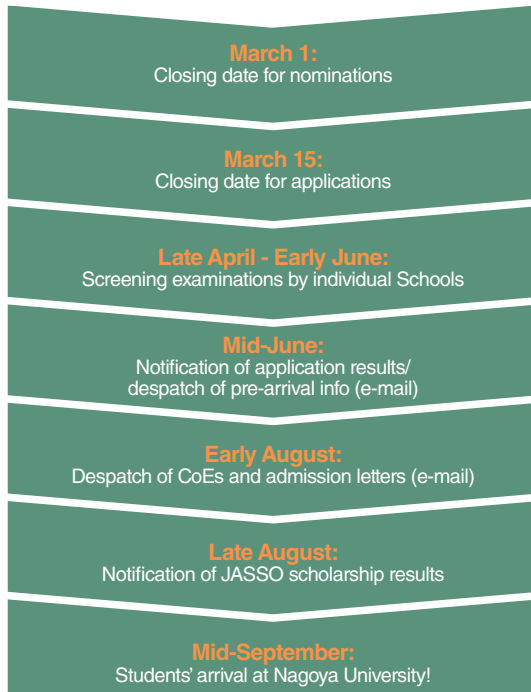 March 1:
Closing date for nominations
March 15:
Closing date for applications
Late April - Early June:
Screening examinations by individual Schools
Mid-June:
Notification of application results/
despatch of pre-arrival info (e-mail)
Early August:
Despatch of CoEs and admission letters (e-mail)
Late August:
Notification of JASSO scholarship results
Mid-September:
Students' arrival at Nagoya University!